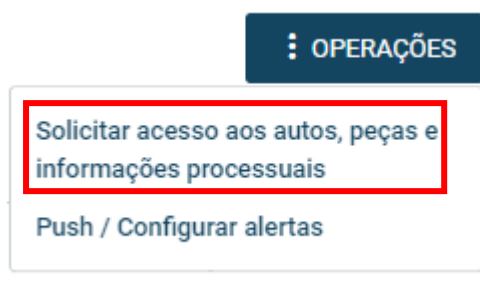 OPERAÇÕES
Solicitar acesso aos autos, peças e
informações processuais
Push / Configurar alertas